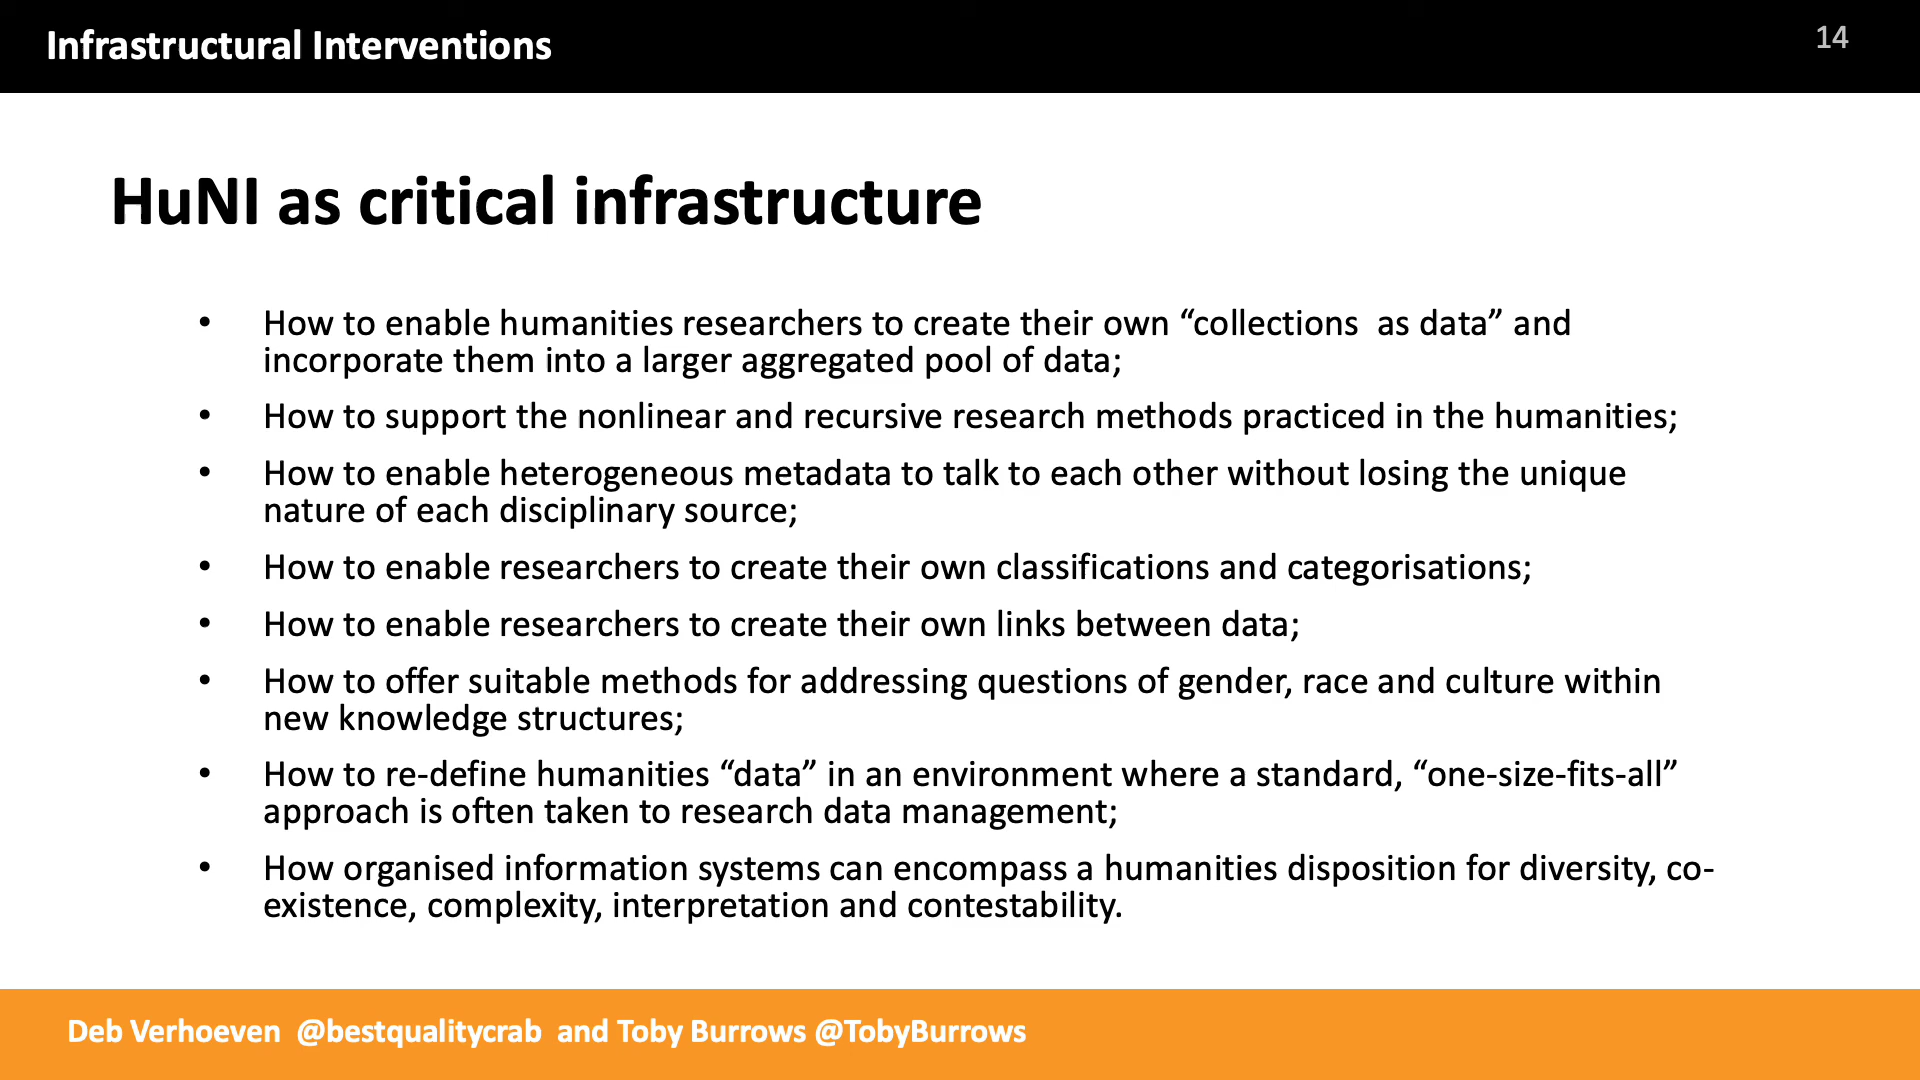 Infrastructural Interventions
14
HuNI as critical infrastructure
• How to enable humanities researchers to create their own “collections  as data” and
incorporate them into a larger aggregated pool of data;
• How to support the nonlinear and recursive research methods practiced in the humanities;
• How to enable heterogeneous metadata to talk to each other without losing the unique
nature of each disciplinary source;
• How to enable researchers to create their own classifications and categorisations;
• How to enable researchers to create their own links between data;
• How to offer suitable methods for addressing questions of gender, race and culture within
new knowledge structures;
• How to re-define humanities “data” in an environment where a standard, “one-size-fits-all”
approach is often taken to research data management;
• How organised information systems can encompass a humanities disposition for diversity, co-
existence, complexity, interpretation and contestability.
Deb Verhoeven  @bestqualitycrab  and Toby Burrows @TobyBurrows